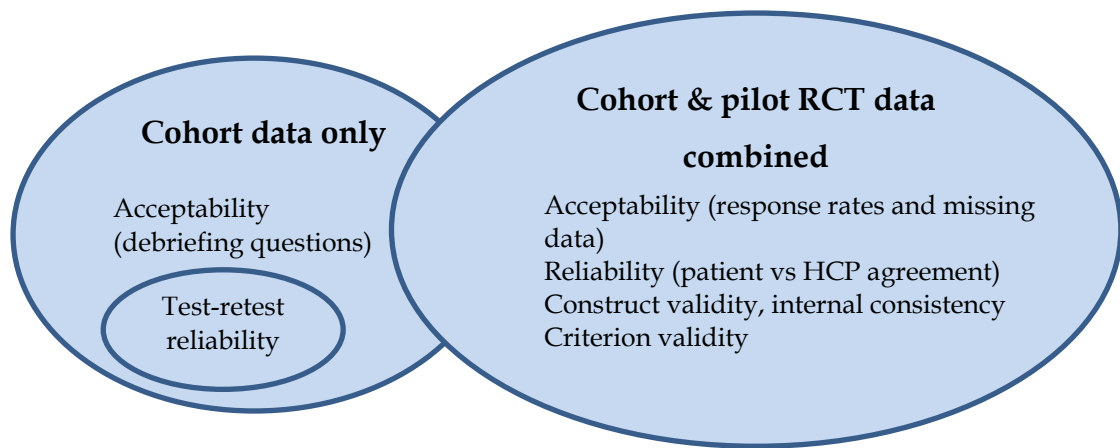 Cohort data only
Acceptability
(debriefing questions)
Test-retest
reliability
Cohort & pilot RCT data
combined
Acceptability (response rates and missing
data)
Reliability (patient vs HCP agreement)
Construct validity, internal consistency
Criterion validity